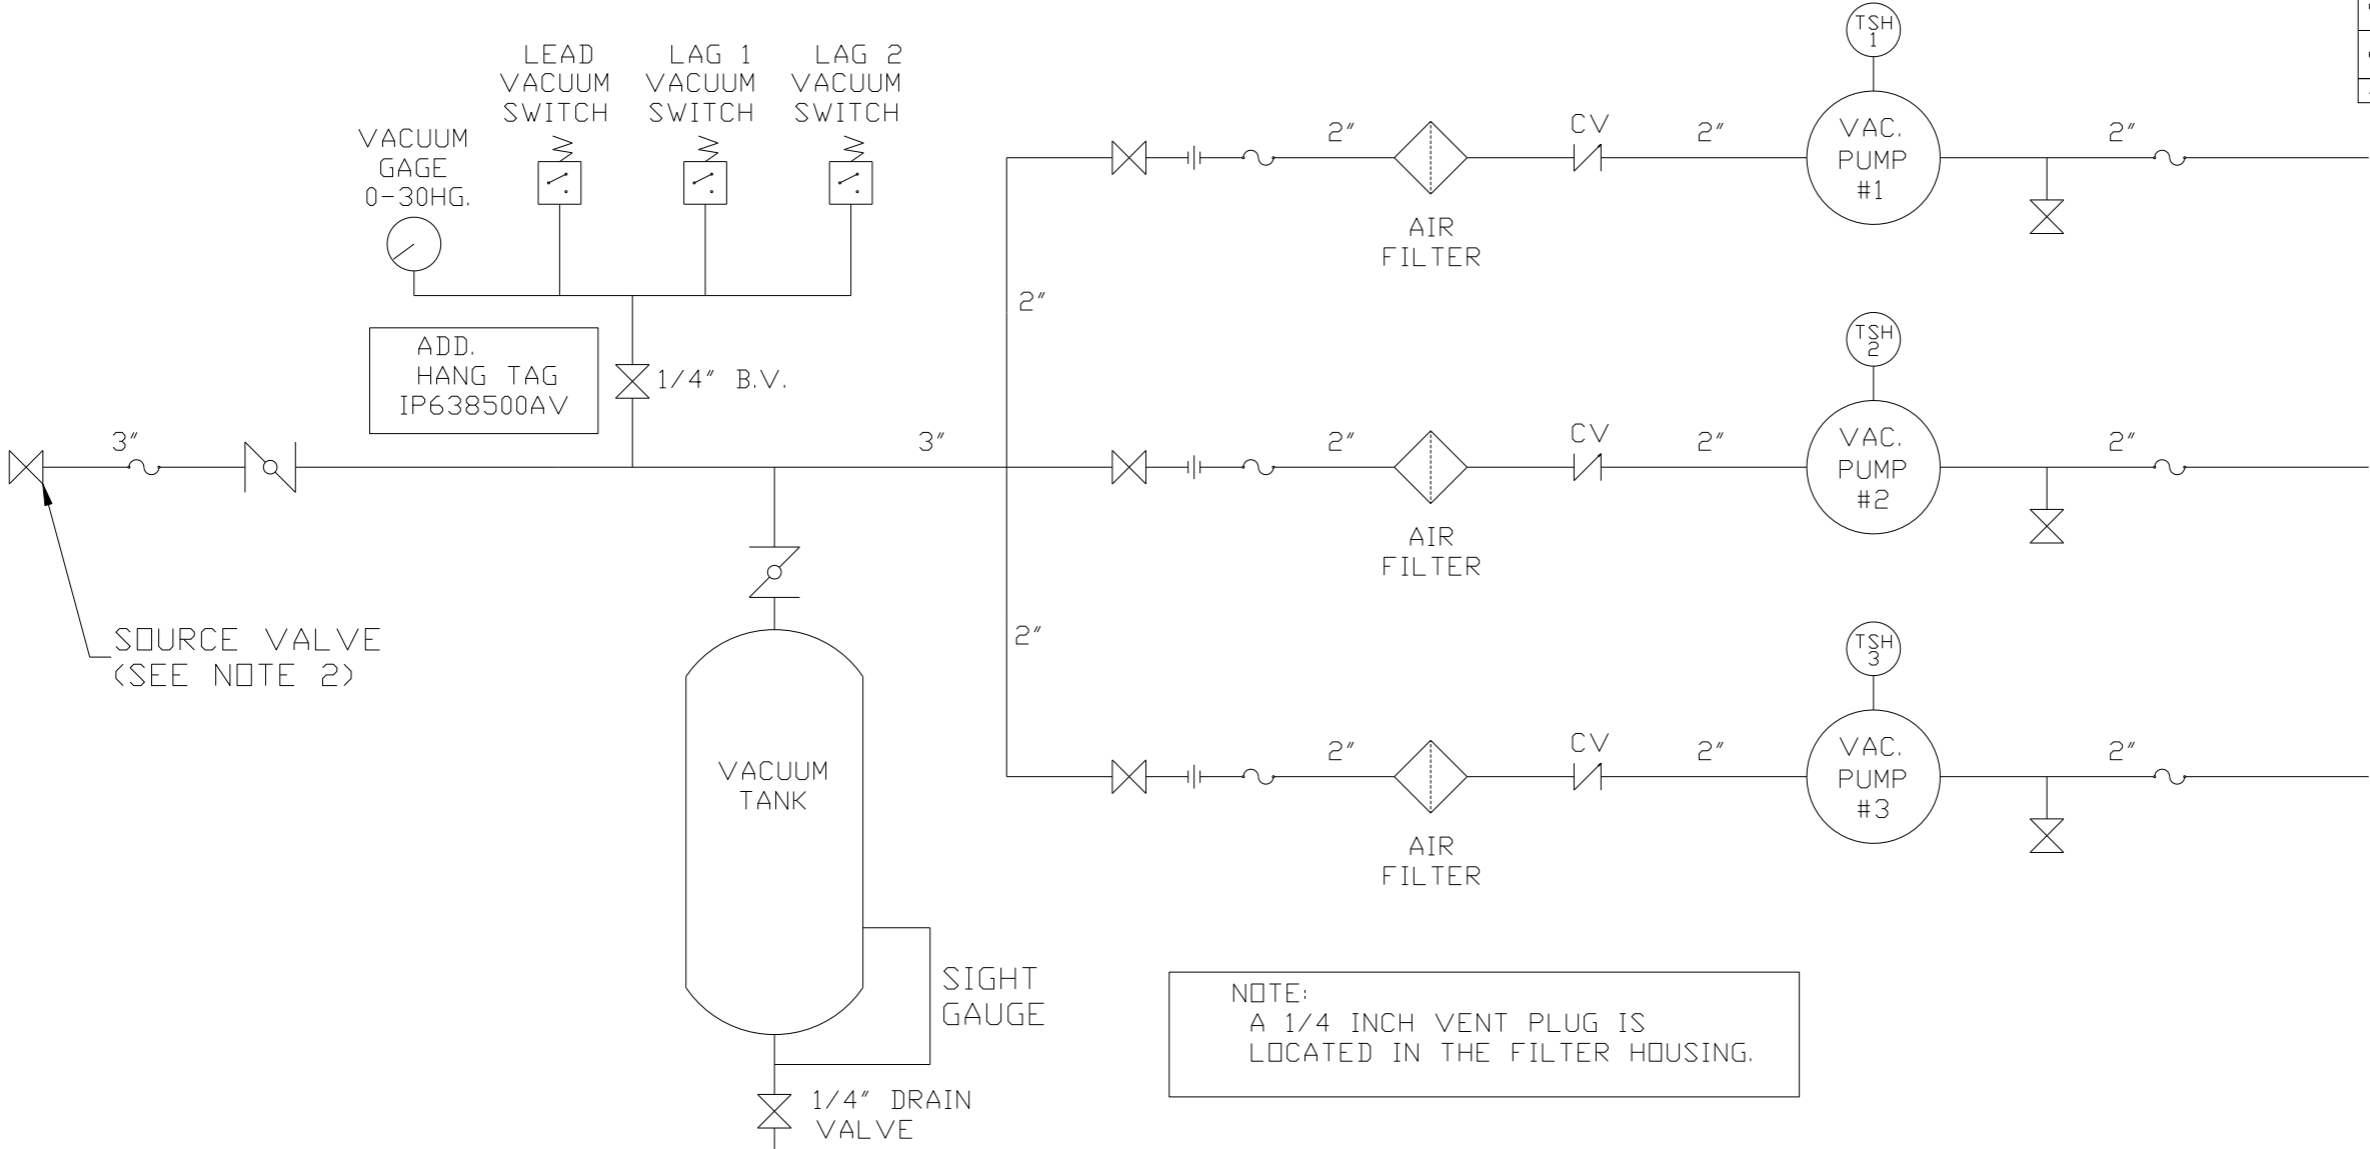 LEAD
VACUUM
SWITCH
LAG 1
VACUUM
SWITCH
LAG 2
VACUUM
SWITCH
VACUUM
GAGE
0-30HG.
ADD.
HANG TAG
IP638500AV
1/4" B.V.
3"
3"
SOURCE VALVE
(SEE NOTE 2)
VACUUM
TANK
SIGHT
GAUGE
1/4" DRAIN
VALVE
2"
2"
TSH
1
2"
CV
2"
VAC.
PUMP
#1
2"
AIR
FILTER
TSH
2
2"
CV
2"
VAC.
PUMP
#2
2"
AIR
FILTER
TSH
3
2"
CV
2"
VAC.
PUMP
#3
2"
AIR
FILTER
NOTE:
A 1/4 INCH VENT PLUG IS
LOCATED IN THE FILTER HOUSING.